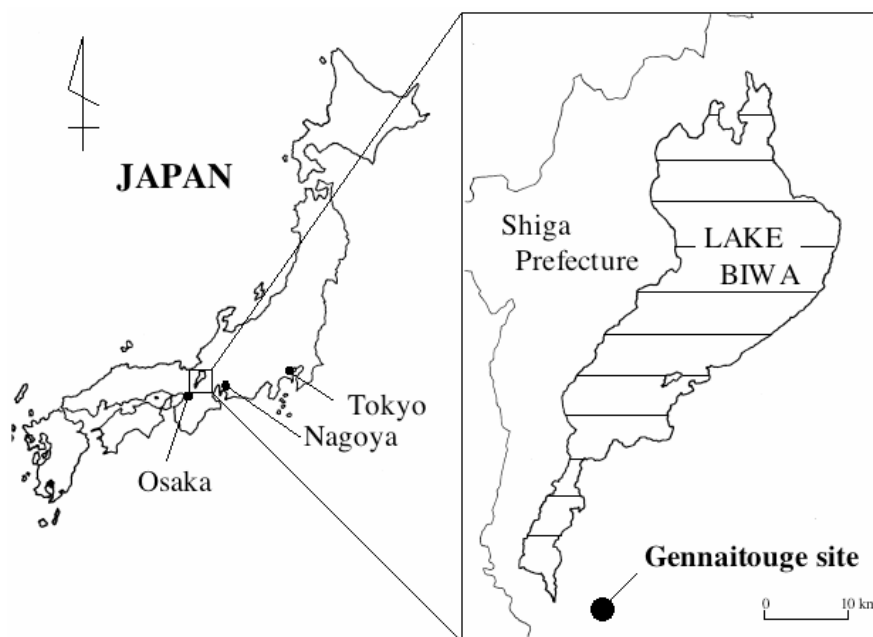 JAPAN
Tokyo
Nagoya
Osaka
Shiga
Prefecture
LAKE
BIWA
Gennaitouge site
0 10 km